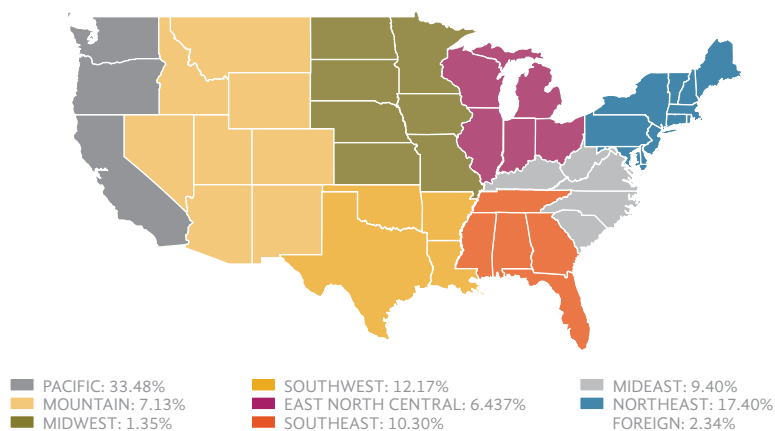 PACIFIC: 33.48%
MOUNTAIN: 7.13%
MIDWEST: 1.35%
SOUTHWEST: 12.17%
EAST NORTH CENTRAL: 6.437%
SOUTHEAST: 10.30%
MIDEAST: 9.40%
NORTHEAST: 17.40%
FOREIGN: 2.34%